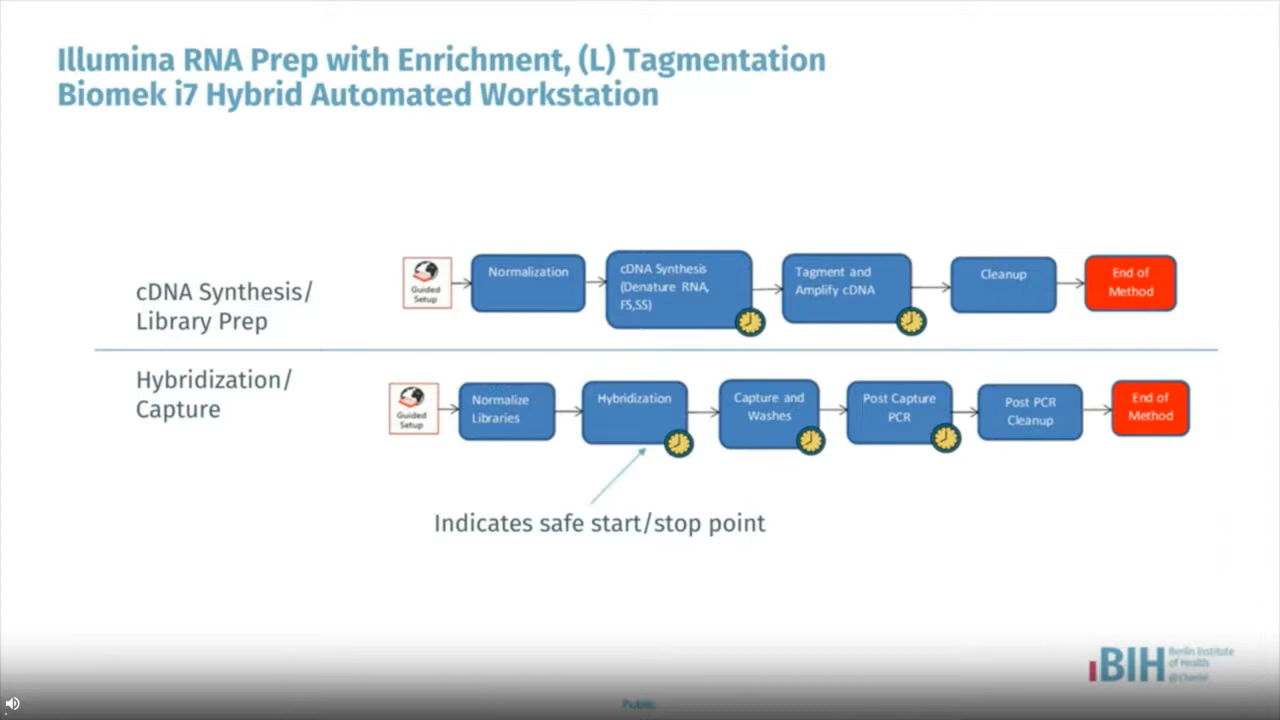 Illumina RNA Prep with Enrichment, (L) Tagmentation
Biomek i7 Hybrid Automated Workstation
cDNA Synthesis/
Library Prep
Guided
Setup
Normalization
cDNA Synthesis
(Denature RNA,
FS,SS)
Tagment and
Amplify cDNA
Cleanup
End of
Method
Hybridization/
Capture
Guided
Setup
Normalize
Libraries
Hybridization
Capture and
Washes
Post Capture
PCR
Post PCR
Cleanup
End of
Method
Indicates safe start/stop point
BIH
Berlin Institute
of Health
@Charité
Public